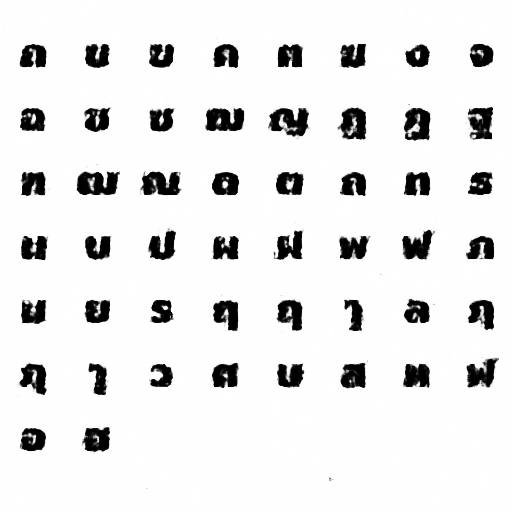 ก ข ฃ ค ฅ ฆ ง จ
ฉ ช ซ ฌ ญ ฎ ฏ ฐ
ฑ ฒ ณ ด ต ถ ท ธ
น บ ป ผ ฝ พ ฟ ภ
ม ย ร ฤ ฤ ๅ ล ฦ
ฦ ๅ ว ศ ษ ส ห ฬ
อ ฮ